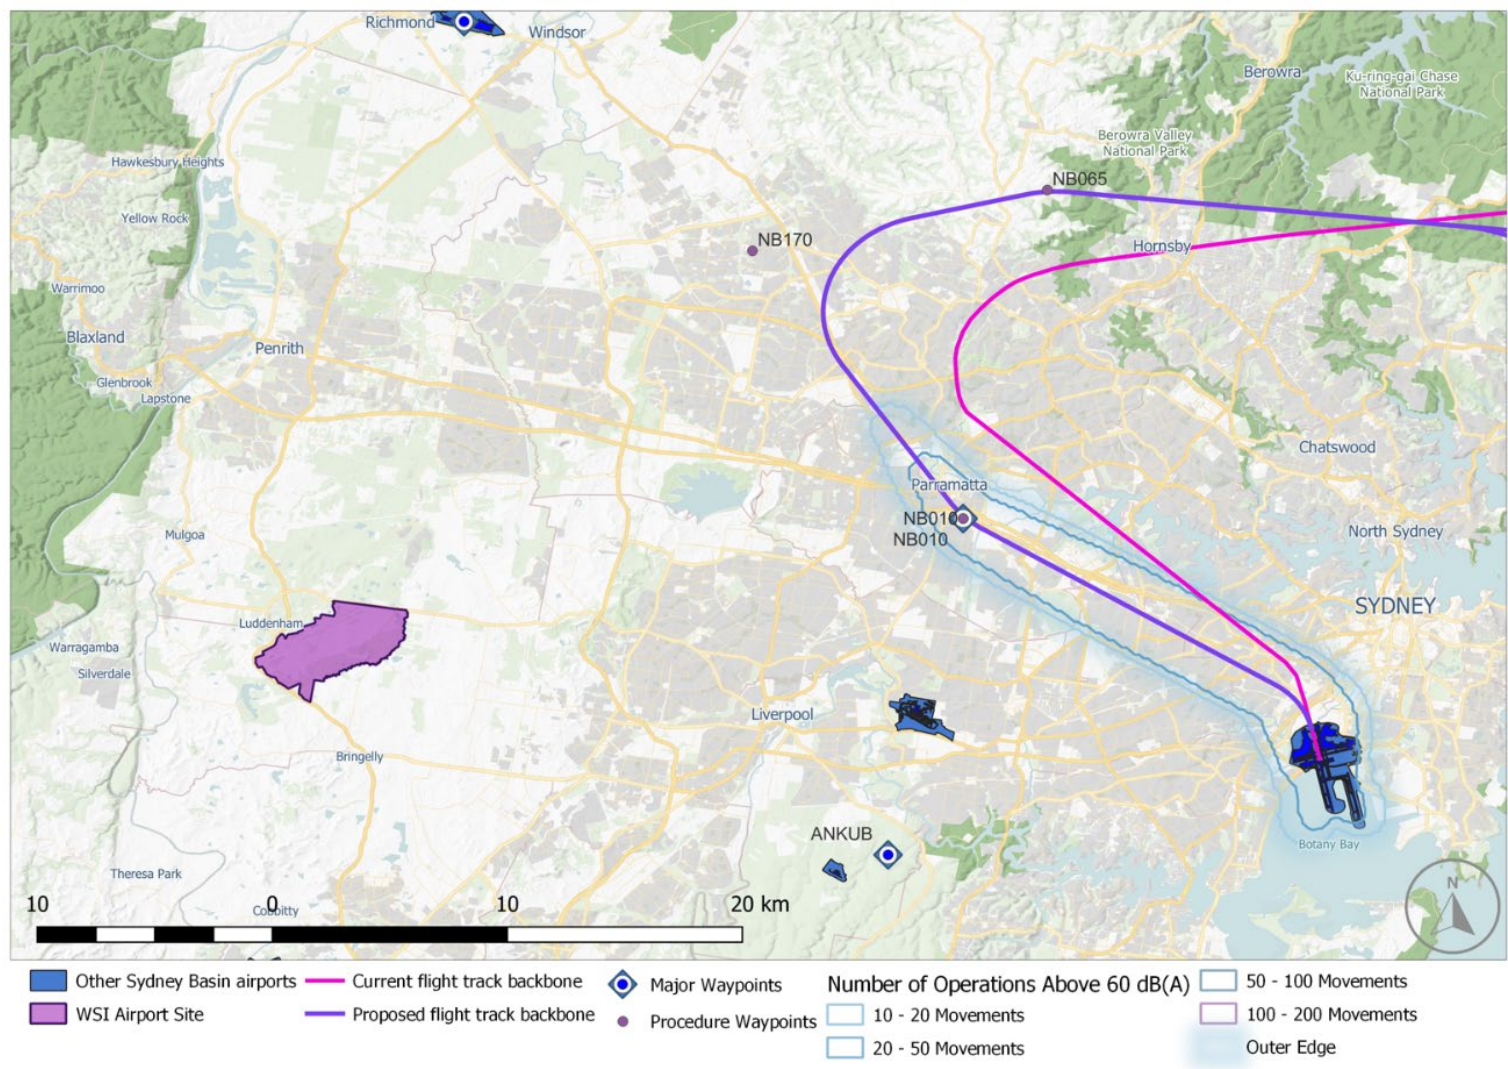 Richmond
Windsor
Berowra
Ku-ring-gai Chase
National Park
Berowra Valley
National Park
Hawkesbury Heights
NB065
Yellow Rock
NB170
Hornsby
Warrimoo
Blaxland
Penrith
Glenbrook
Lapstone
Chatswood
Parramatta
NB010
NB010
Mulgoa
North Sydney
SYDNEY
Luddenham
Warragamba
Silverdale
Liverpool
Bringelly
ANKUB
Botany Bay
Theresa Park
N
10 0 10 20 km
Cobbitty
Other Sydney Basin airports
WSI Airport Site
Current flight track backbone
Proposed flight track backbone
Major Waypoints
Procedure Waypoints
Number of Operations Above 60 dB(A)
10 - 20 Movements
20 - 50 Movements
50 - 100 Movements
100 - 200 Movements
Outer Edge